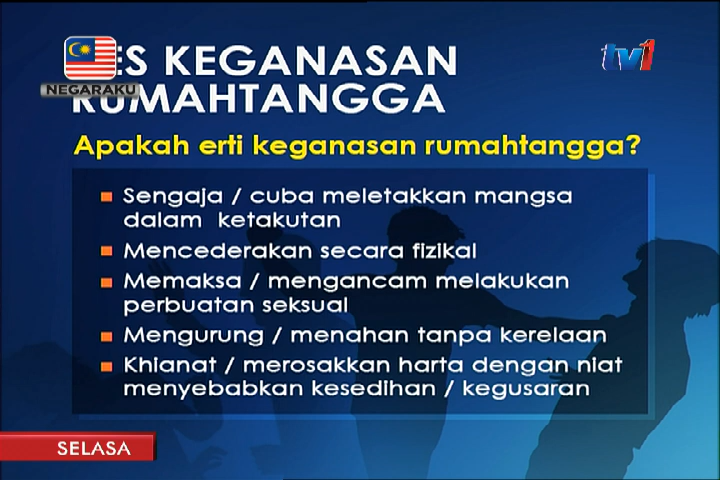 ES KEGANASAN
RUMAHTANGGA
NEGARAKU
tv1
Apakah erti keganasan rumahtangga?
Sengaja / cuba meletakkan mangsa
dalam ketakutan
Mencederakan secara fizikal
Memaksa / mengancam melakukan
perbuatan seksual
Mengurung / menahan tanpa kerelaan
Khianat / merosakkan harta dengan niat
menyebabkan kesedihan / kegusaran
SELASA